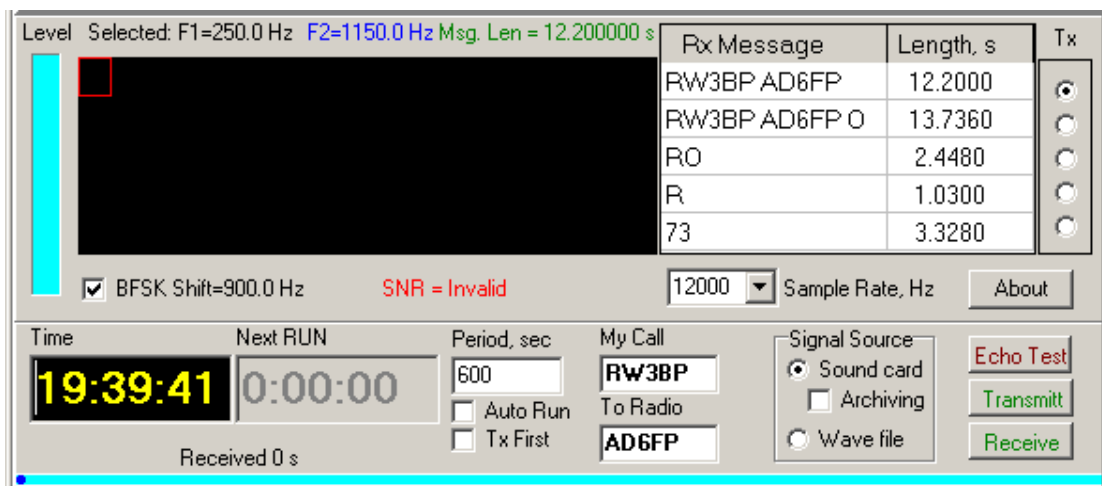 Level Selected: F1=250.0 Hz F2=1150.0 Hz Msg. Len = 12.200000 s
Rx Message Length, s Tx
RW3BP AD6FP 12.2000
RW3BP AD6FP O 13.7360
RO 2.4480
R 1.0300
73 3.3280
BFSK Shift=900.0 Hz SNR = Invalid 12000 Sample Rate, Hz About
Time Next RUN Period, sec My Call Signal Source
19:39:41 0:00:00 600 RW3BP Sound card Echo Test
Auto Run To Radio Archiving Transmitt
Tx First AD6FP Wave file Receive
Received 0 s